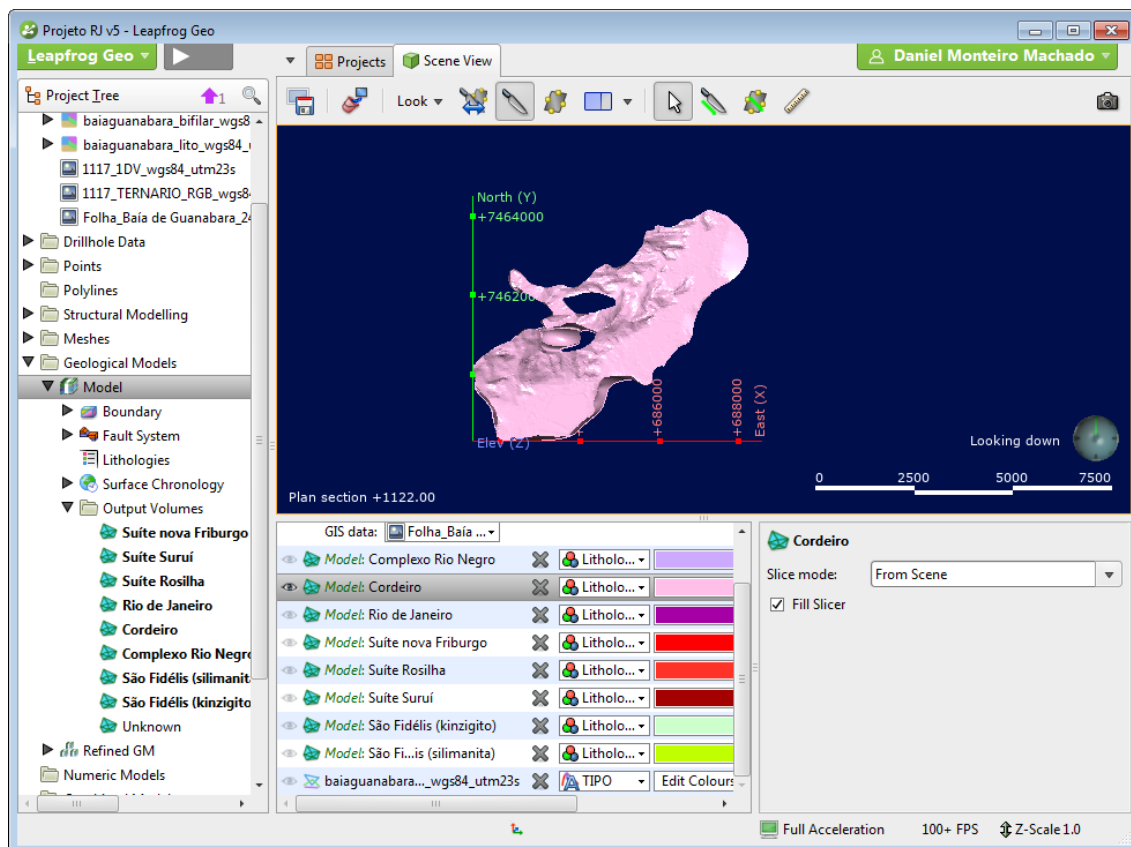 Projeto RJ v5 - Leapfrog Geo
Leapfrog Geo
Projects
Scene View
Daniel Monteiro Machado
Project Tree
1
Look
baiaguanabara_bifilar_wgs8
baiaguanabara_lito_wgs84_u
1117_1DV_wgs84_utm23s
1117_TERNARIO_RGB_wgs84
Folha_Baía de Guanabara_24
Drillhole Data
Points
Polylines
Structural Modelling
Meshes
Geological Models
Model
Boundary
Fault System
Lithologies
Surface Chronology
Output Volumes
Suíte nova Friburgo
Suíte Suruí
Suíte Rosilha
Rio de Janeiro
Cordeiro
Complexo Rio Negro
São Fidélis (silimanit
São Fidélis (kinzigito
Unknown
Refined GM
Numeric Models
North (Y)
+7464000
+746200
+686000
+688000
East (X)
Elev (Z)
Looking down
0 2500 5000 7500
Plan section +1122.00
GIS data: Folha_Baía ...
Model: Complexo Rio Negro Litholo...
Model: Cordeiro Litholo...
Model: Rio de Janeiro Litholo...
Model: Suíte nova Friburgo Litholo...
Model: Suíte Rosilha Litholo...
Model: Suíte Suruí Litholo...
Model: São Fidélis (kinzigito) Litholo...
Model: São Fi...is (silimanita) Litholo...
baiaguanabara..._wgs84_utm23s TIPO Edit Colours
Cordeiro
Slice mode: From Scene
Fill Slicer
Full Acceleration 100+ FPS Z-Scale 1.0